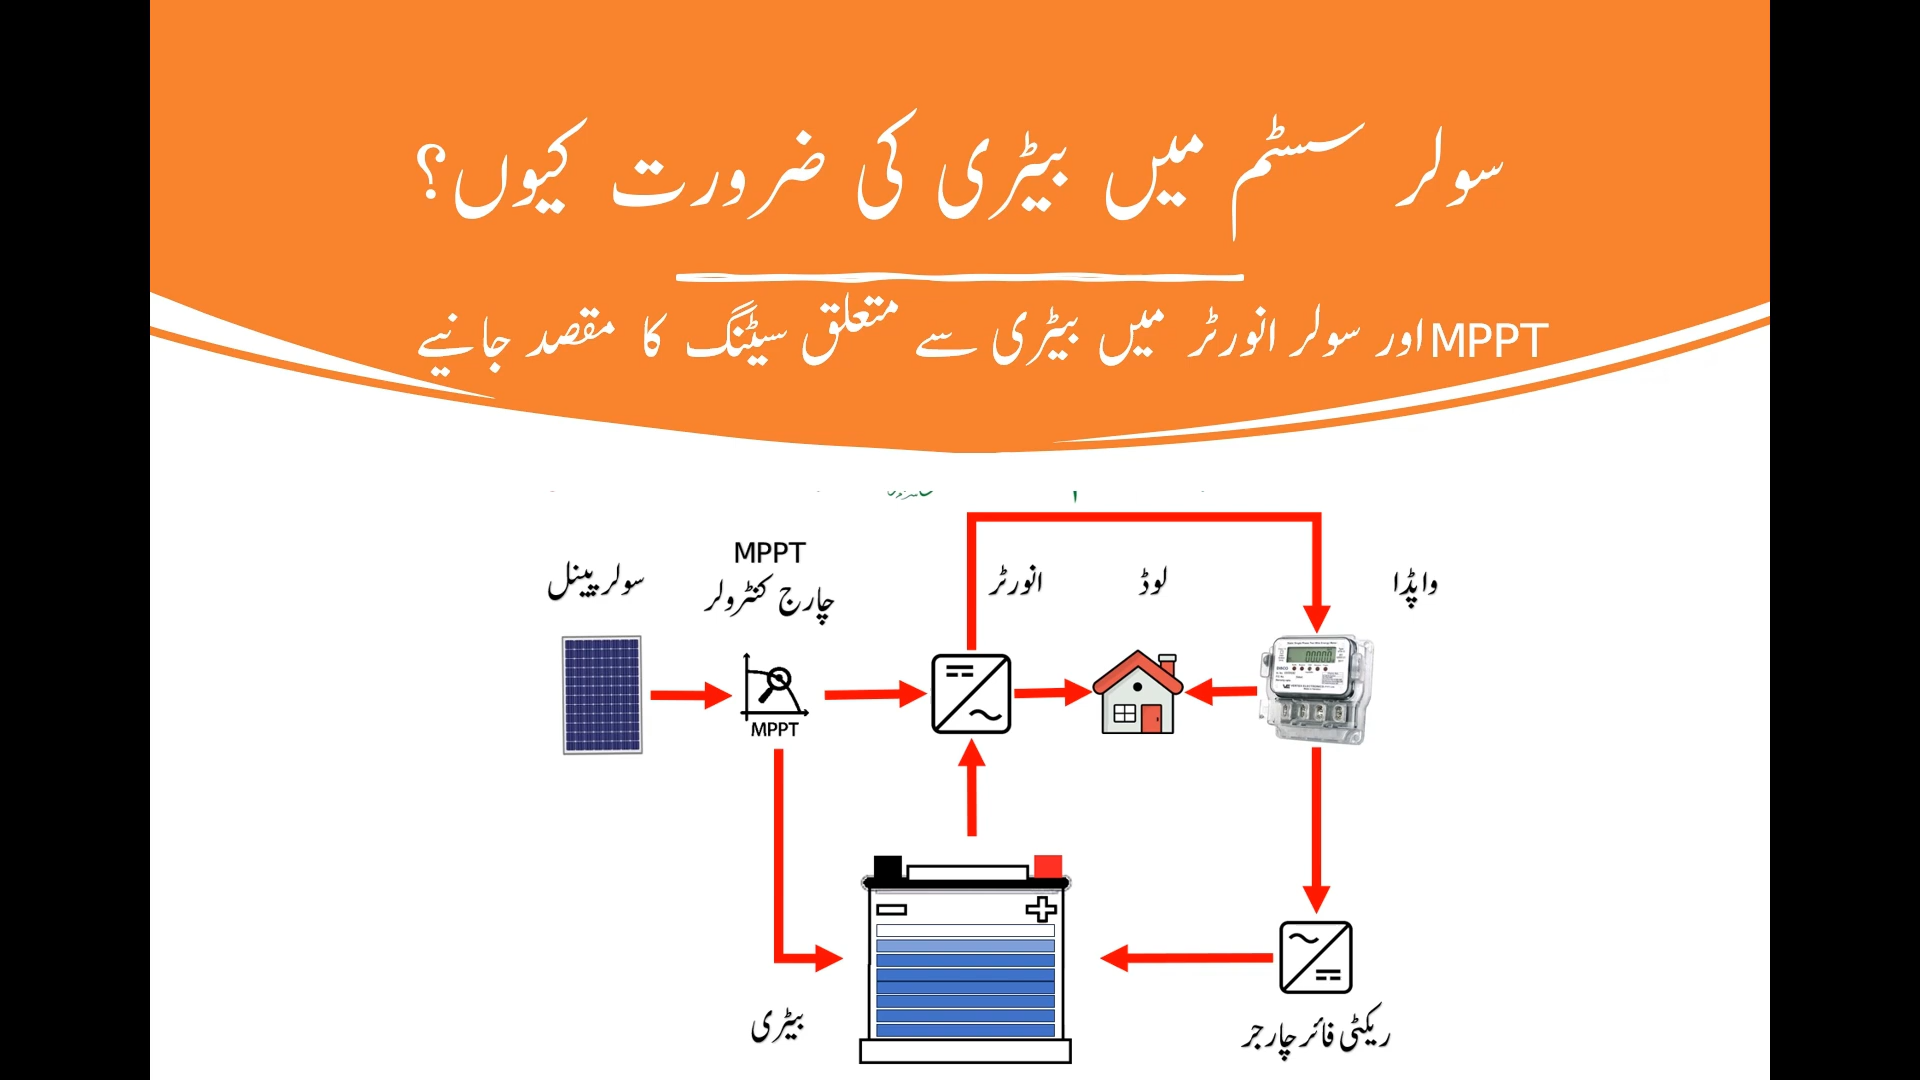 سولر سسٹم میں بیٹری کی ضرورت کیوں؟
MPPT اور سولر انورٹر میں بیٹری سے متعلق سیٹنگ کا مقصد جانیے
سولر پینل
MPPT
چارج کنٹرولر
انورٹر
لوڈ
واپڈا
MPPT
بیٹری
ریکٹی فائر چارجر